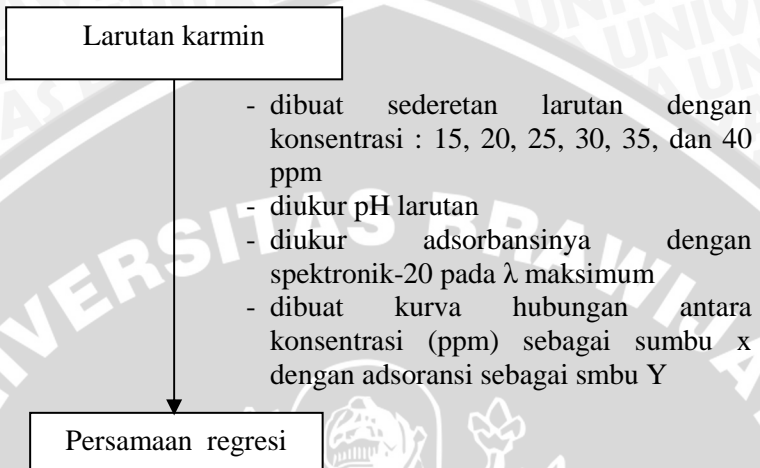 Larutan karmin
- dibuat sederetan larutan dengan
konsentrasi : 15, 20, 25, 30, 35, dan 40
ppm
- diukur pH larutan
- diukur adsorbansinya dengan
spektronik-20 pada λ maksimum
- dibuat kurva hubungan antara
konsentrasi (ppm) sebagai sumbu x
dengan adsoransi sebagai smbu Y
Persamaan regresi